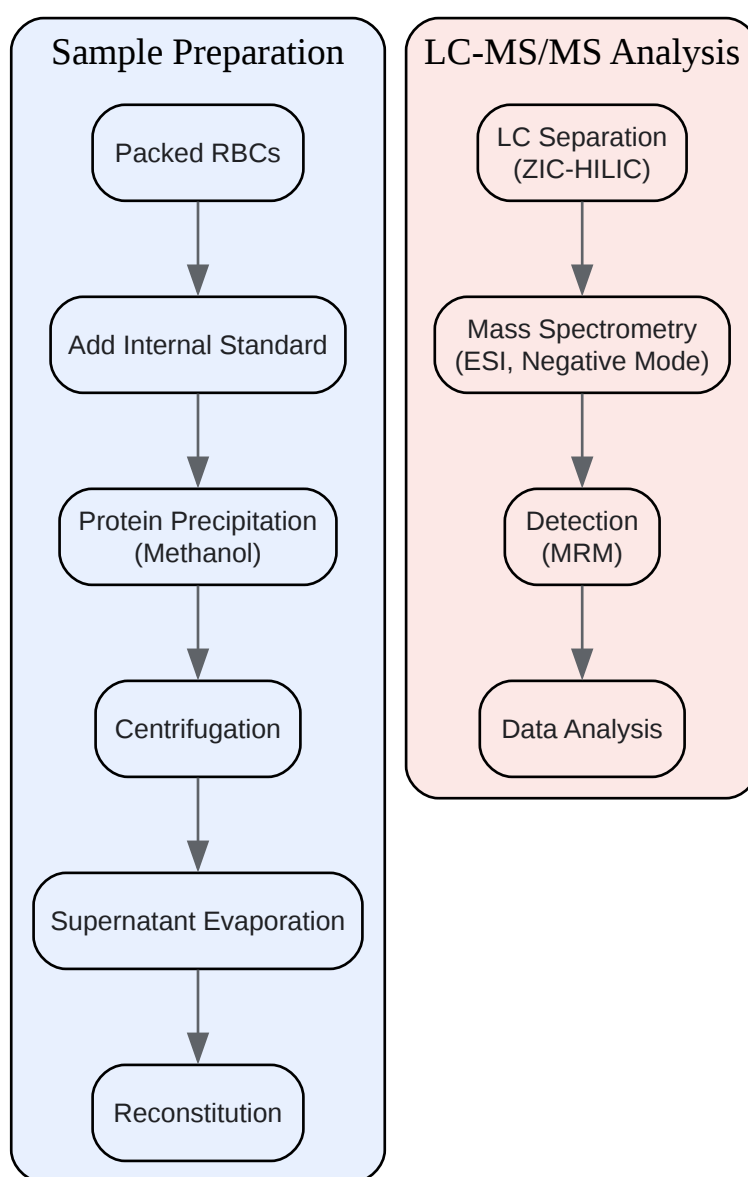 Sample Preparation
Packed RBCs
Add Internal Standard
Protein Precipitation
(Methanol)
Centrifugation
Supernatant Evaporation
Reconstitution
LC-MS/MS Analysis
LC Separation
(ZIC-HILIC)
Mass Spectrometry
(ESI, Negative Mode)
Detection
(MRM)
Data Analysis